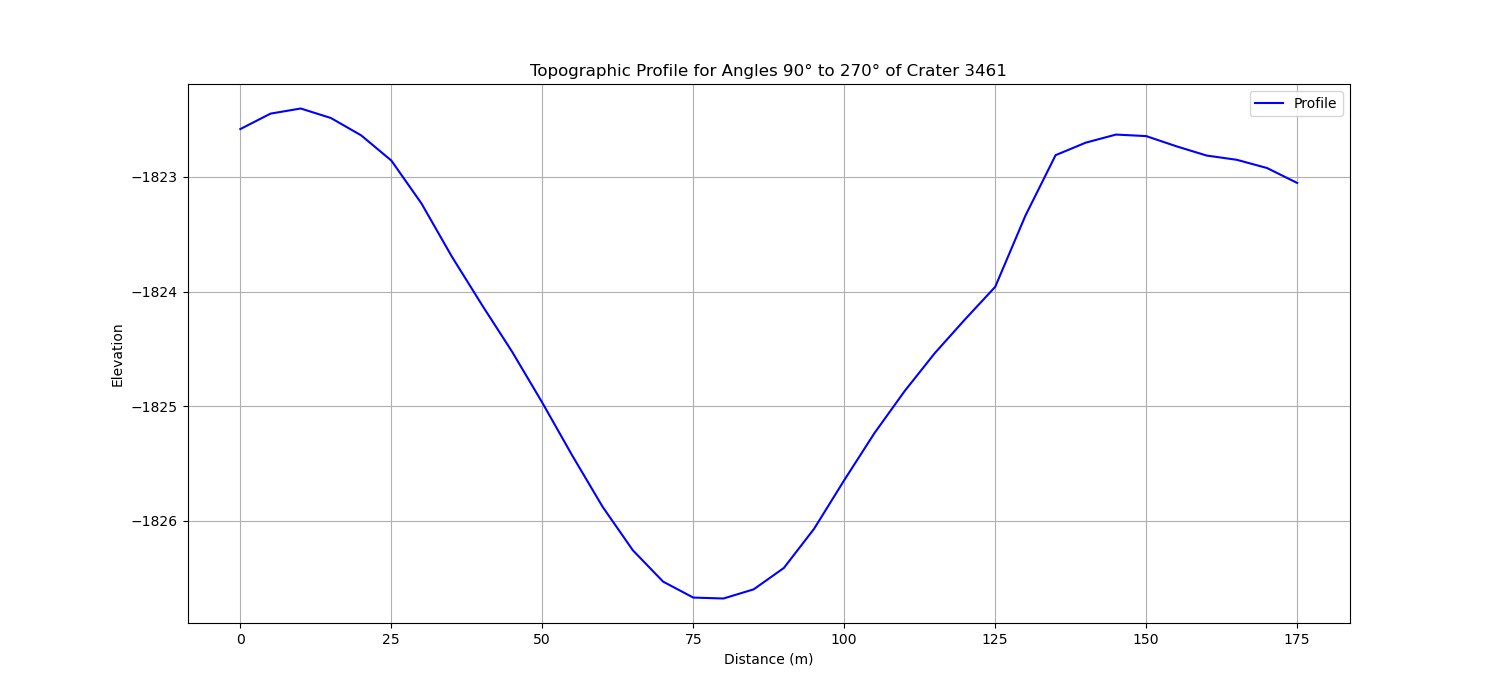 Topographic Profile for Angles 90° to 270° of Crater 3461
Profile
−1823
−1824
−1825
−1826
Elevation
0 25 50 75 100 125 150 175
Distance (m)